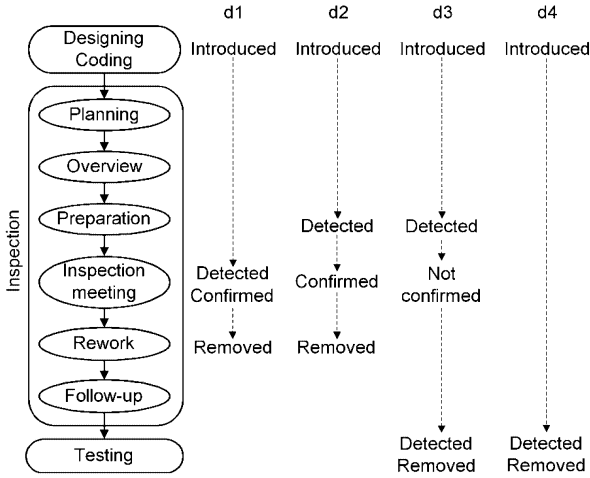 d1 d2 d3 d4
Designing
Coding
Introduced Introduced Introduced Introduced
Planning
Overview
Preparation
Detected Detected
Inspection
Inspection
meeting
Detected
Confirmed
Confirmed
Not
confirmed
Rework
Removed Removed
Follow-up
Testing
Detected
Removed
Detected
Removed